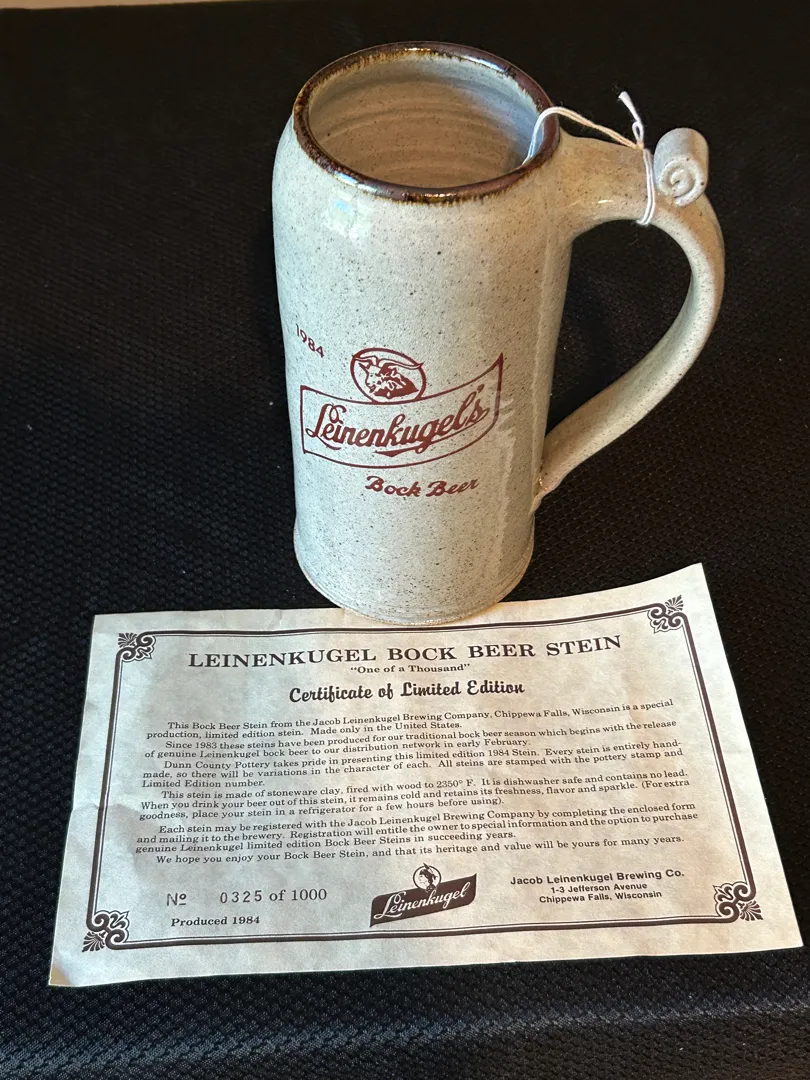 1984
Leinenkugel's
Bock Beer
LEINENKUGEL BOCK BEER STEIN
"One of a Thousand"
Certificate of Limited Edition
This Bock Beer Stein from the Jacob Leinenkugel Brewing Company, Chippewa Falls, Wisconsin is a special
production, limited edition stein. Made only in the United States.
Since 1983 these steins have been produced for our traditional bock beer season which begins with the release
of genuine Leinenkugel bock beer to our distribution network in early February.
Dunn County Pottery takes pride in presenting this limited edition 1984 Stein. Every stein is entirely hand-
made, so there will be variations in the character of each. All steins are stamped with the pottery stamp and
Limited Edition number.
This stein is made of stoneware clay, fired with wood to 2350° F. It is dishwasher safe and contains no lead.
When you drink your beer out of this stein, it remains cold and retains its freshness, flavor and sparkle. (For extra
goodness, place your stein in a refrigerator for a few hours before using).
Each stein may be registered with the Jacob Leinenkugel Brewing Company by completing the enclosed form
and mailing it to the brewery. Registration will entitle the owner to special information and the option to purchase
genuine Leinenkugel limited edition Bock Beer Steins in succeeding years.
We hope you enjoy your Bock Beer Stein, and that its heritage and value will be yours for many years.
Nº 0325 of 1000
Produced 1984
Leinenkugel
Jacob Leinenkugel Brewing Co.
1-3 Jefferson Avenue
Chippewa Falls, Wisconsin